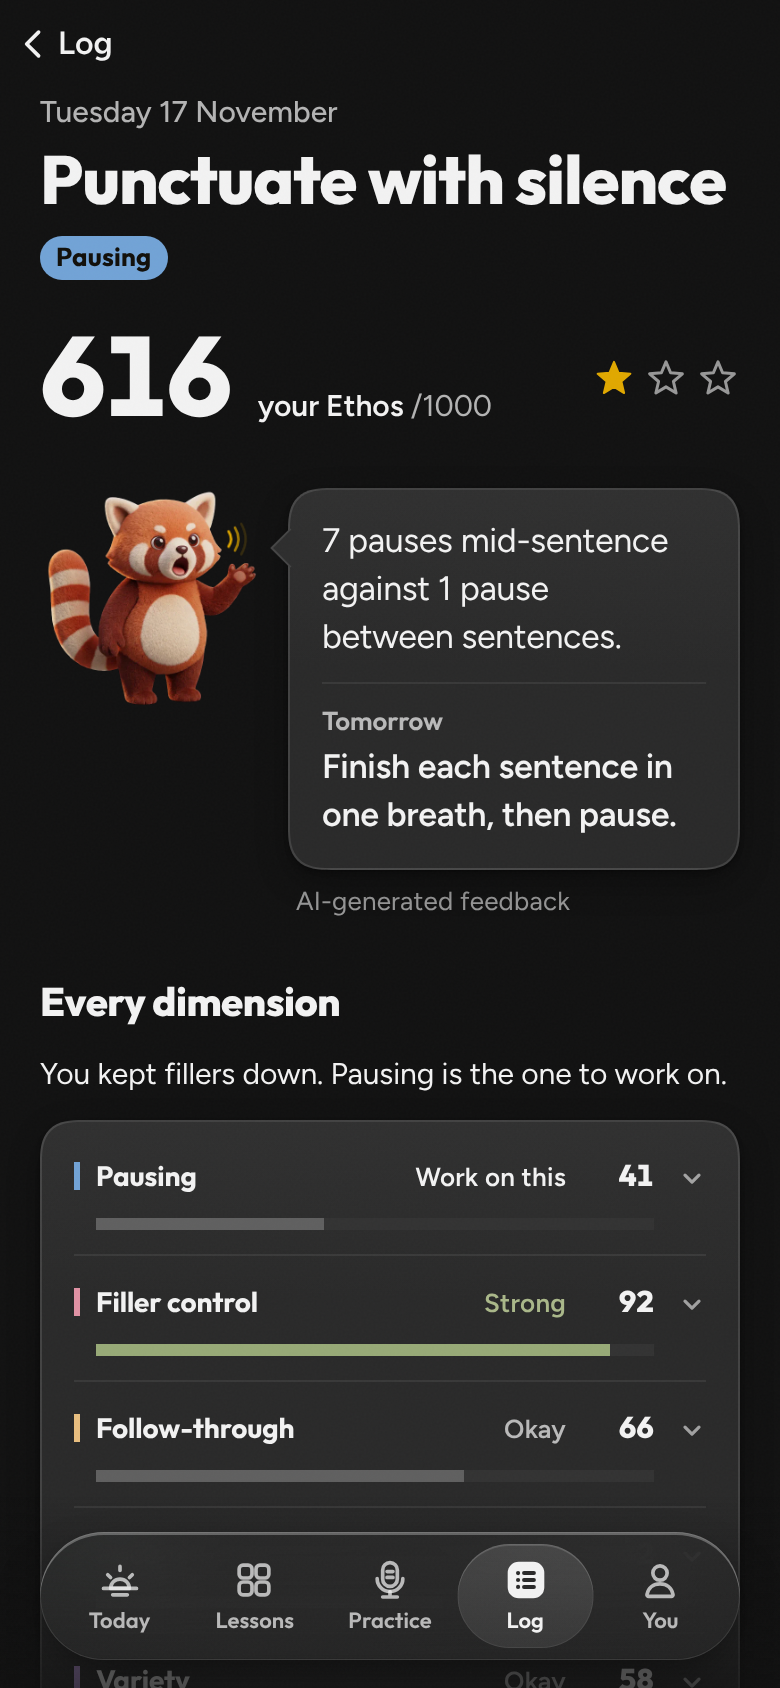 Log
Tuesday 17 November
Punctuate with silence
Pausing
616 your Ethos /1000
7 pauses mid-sentence
against 1 pause
between sentences.
Tomorrow
Finish each sentence in
one breath, then pause.
AI-generated feedback
Every dimension
You kept fillers down. Pausing is the one to work on.
Pausing Work on this 41
Filler control Strong 92
Follow-through Okay 66
Today Lessons Practice Log You
Variety Okay 58